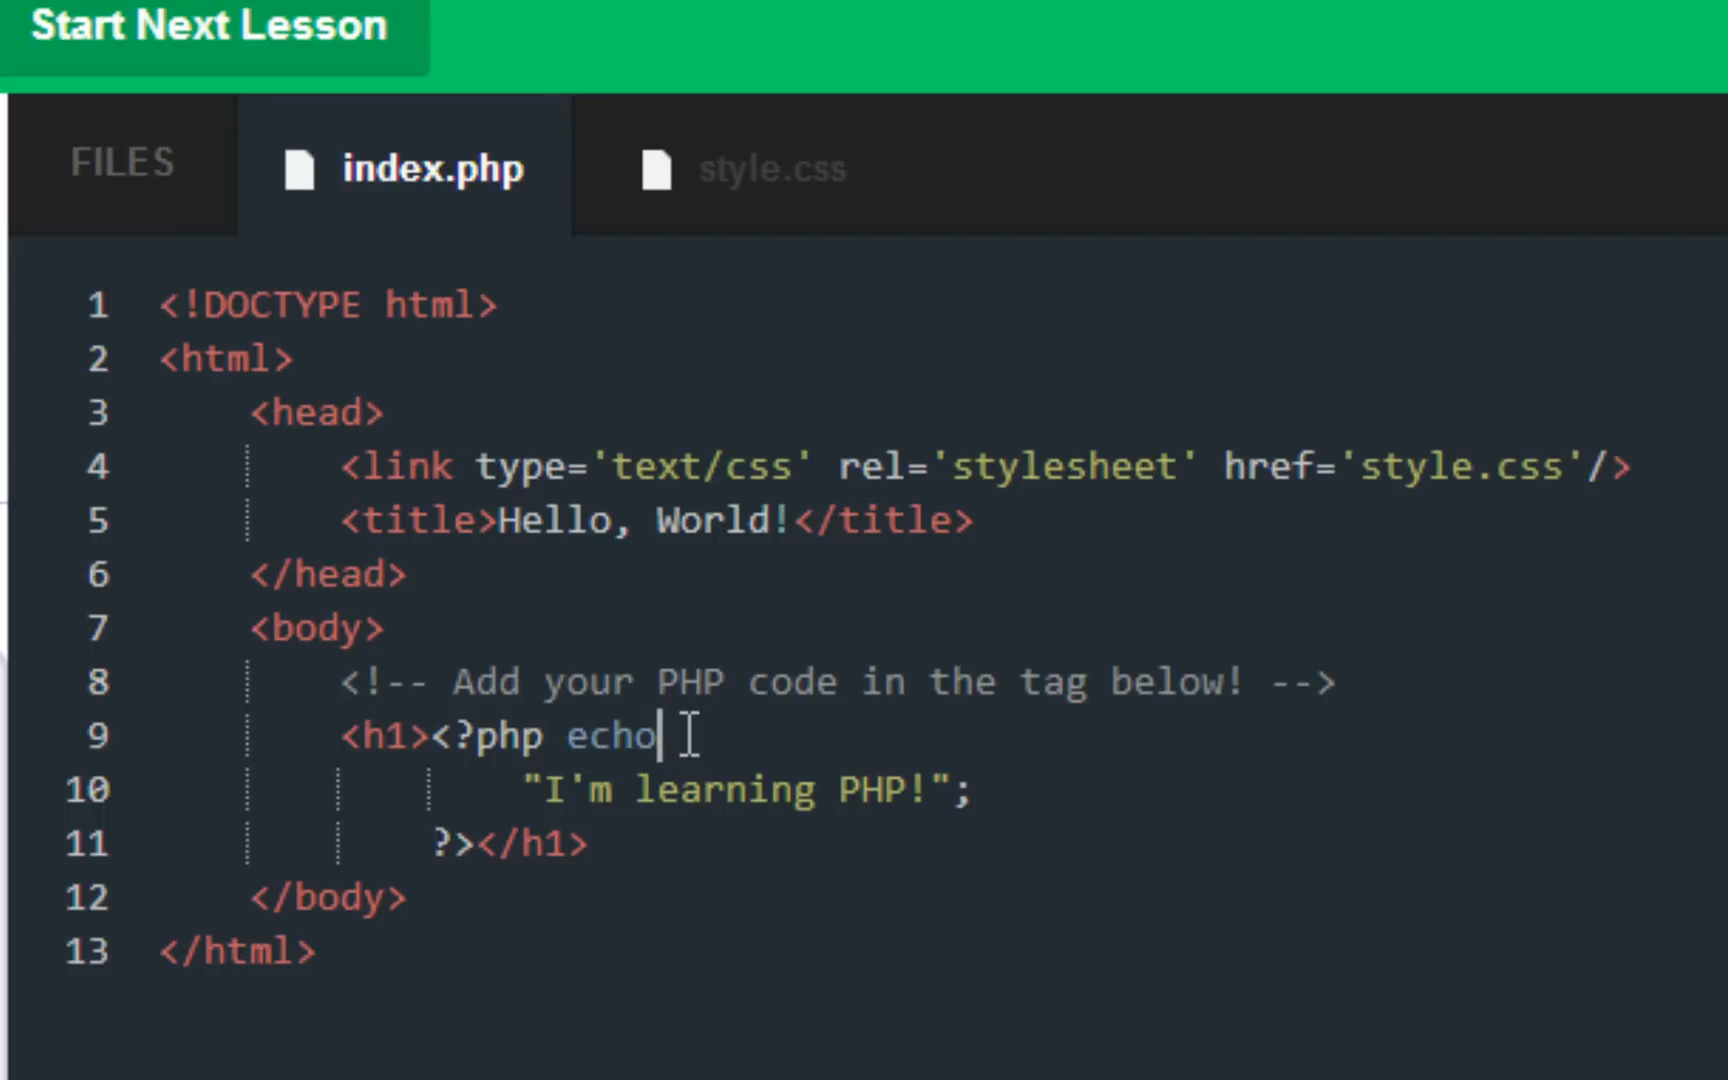 Start Next Lesson
FILES index.php style.css
1 <!DOCTYPE html>
2 <html>
3 <head>
4 <link type='text/css' rel='stylesheet' href='style.css'/>
5 <title>Hello, World!</title>
6 </head>
7 <body>
8 <!-- Add your PHP code in the tag below! -->
9 <h1><?php echo
10 "I'm learning PHP!";
11 ?></h1>
12 </body>
13 </html>